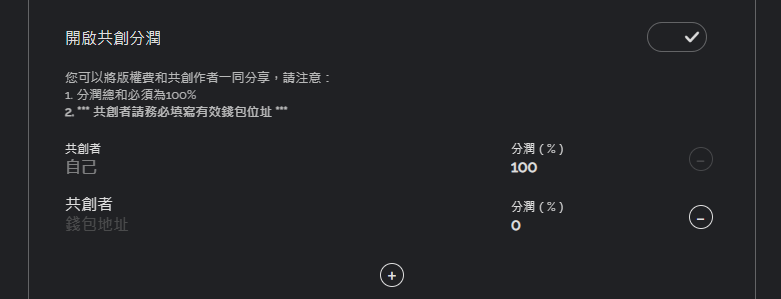 開啟共創分潤
您可以將版權費和共創作者一同分享，請注意：
1. 分潤總和必須為100%
2. *** 共創者請務必填寫有效錢包位址 ***
共創者
分潤 ( % )
自己
100
共創者
分潤 ( % )
錢包地址
0